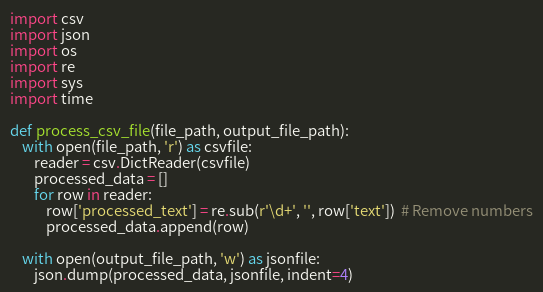 import csv
import json
import os
import re
import sys
import time

def process_csv_file(file_path, output_file_path):
    with open(file_path, 'r') as csvfile:
        reader = csv.DictReader(csvfile)
        processed_data = []
        for row in reader:
            row['processed_text'] = re.sub(r'\d+', '', row['text'])  # Remove numbers
            processed_data.append(row)

    with open(output_file_path, 'w') as jsonfile:
        json.dump(processed_data, jsonfile, indent=4)